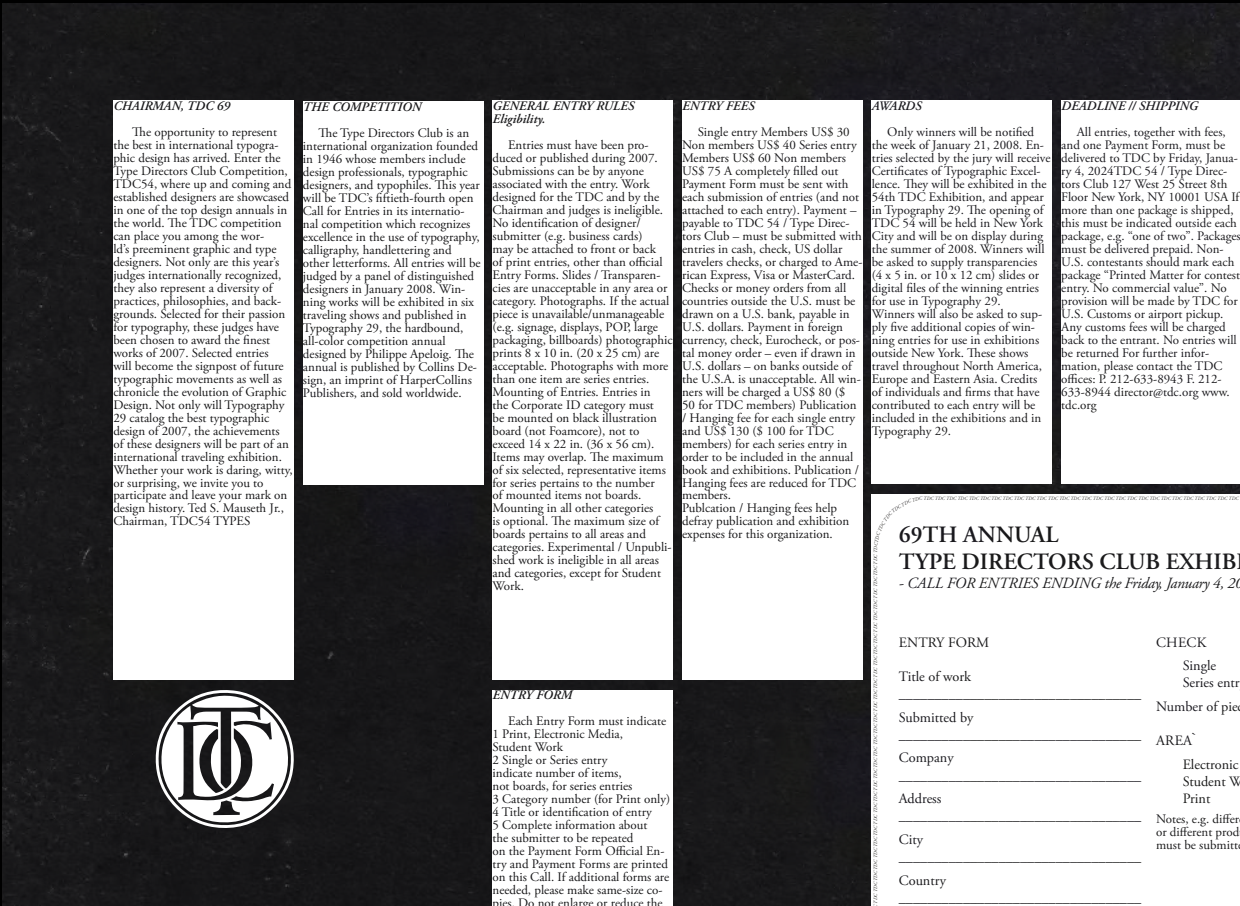 CHAIRMAN, TDC 69
The opportunity to represent
the best in international typogra-
phic design has arrived. Enter the
Type Directors Club Competition,
TDC54, where up and coming and
established designers are showcased
in one of the top design annuals in
the world. The TDC competition
can place you among the wor-
ld's preeminent graphic and type
designers. Not only are this year's
judges internationally recognized,
they also represent a diversity of
practices, philosophies, and back-
grounds. Selected for their passion
for typography, these judges have
been chosen to award the finest
works of 2007. Selected entries
will become the signpost of future
typographic movements as well as
chronicle the evolution of Graphic
Design. Not only will Typography
29 catalog the best typographic
design of 2007, the achievements
of these designers will be part of an
international traveling exhibition.
Whether your work is daring, witty,
or surprising, we invite you to
participate and leave your mark on
design history. Ted S. Mauseth Jr.,
Chairman, TDC54 TYPES
TDC
THE COMPETITION
The Type Directors Club is an
international organization founded
in 1946 whose members include
design professionals, typographic
designers, and typophiles. This year
will be TDC's fiftieth-fourth open
Call for Entries in its internatio-
nal competition which recognizes
excellence in the use of typography,
calligraphy, handlettering and
other letterforms. All entries will be
judged by a panel of distinguished
designers in January 2008. Win-
ning works will be exhibited in six
traveling shows and published in
Typography 29, the hardbound,
all-color competition annual
designed by Philippe Apeloig. The
annual is published by Collins De-
sign, an imprint of HarperCollins
Publishers, and sold worldwide.
GENERAL ENTRY RULES
Eligibility.
Entries must have been pro-
duced or published during 2007.
Submissions can be by anyone
associated with the entry. Work
designed for the TDC and by the
Chairman and judges is ineligible.
No identification of designer/
submitter (e.g. business cards)
may be attached to front or back
of print entries, other than official
Entry Forms. Slides / Transparen-
cies are unacceptable in any area or
category. Photographs. If the actual
piece is unavailable/unmanageable
(e.g. signage, displays, POP, large
packaging, billboards) photographic
prints 8 x 10 in. (20 x 25 cm) are
acceptable. Photographs with more
than one item are series entries.
Mounting of Entries. Entries in
the Corporate ID category must
be mounted on black illustration
board (not Foamcore), not to
exceed 14 x 22 in. (36 x 56 cm).
Items may overlap. The maximum
of six selected, representative items
for series pertains to the number
of mounted items not boards.
Mounting in all other categories
is optional. The maximum size of
boards pertains to all areas and
categories. Experimental / Unpubli-
shed work is ineligible in all areas
and categories, except for Student
Work.
ENTRY FORM
Each Entry Form must indicate
1 Print, Electronic Media,
Student Work
2 Single or Series entry
indicate number of items,
not boards, for series entries
3 Category number (for Print only)
4 Title or identification of entry
5 Complete information about
the submitter to be repeated
on the Payment Form Official En-
try and Payment Forms are printed
on this Call. If additional forms are
needed, please make same-size co-
pies. Do not enlarge or reduce the
ENTRY FEES
Single entry Members US$ 30
Non members US$ 40 Series entry
Members US$ 60 Non members
US$ 75 A completely filled out
Payment Form must be sent with
each submission of entries (and not
attached to each entry). Payment –
payable to TDC 54 / Type Direc-
tors Club – must be submitted with
entries in cash, check, US dollar
travelers checks, or charged to Ame-
rican Express, Visa or MasterCard.
Checks or money orders from all
countries outside the U.S. must be
drawn on a U.S. bank, payable in
U.S. dollars. Payment in foreign
currency, check, Eurocheck, or pos-
tal money order – even if drawn in
U.S. dollars – on banks outside of
the U.S.A. is unacceptable. All win-
ners will be charged a US$ 80 ($
50 for TDC members) Publication
/ Hanging fee for each single entry
and US$ 130 ($ 100 for TDC
members) for each series entry in
order to be included in the annual
book and exhibitions. Publication /
Hanging fees are reduced for TDC
members.
Publcation / Hanging fees help
defray publication and exhibition
expenses for this organization.
AWARDS
Only winners will be notified
the week of January 21, 2008. En-
tries selected by the jury will receive
Certificates of Typographic Excel-
lence. They will be exhibited in the
54th TDC Exhibition, and appear
in Typography 29. The opening of
TDC 54 will be held in New York
City and will be on display during
the summer of 2008. Winners will
be asked to supply transparencies
(4 x 5 in. or 10 x 12 cm) slides or
digital files of the winning entries
for use in Typography 29.
Winners will also be asked to sup-
ply five additional copies of win-
ning entries for use in exhibitions
outside New York. These shows
travel throughout North America,
Europe and Eastern Asia. Credits
of individuals and firms that have
contributed to each entry will be
included in the exhibitions and in
Typography 29.
DEADLINE // SHIPPING
All entries, together with fees,
and one Payment Form, must be
delivered to TDC by Friday, Janua-
ry 4, 2024TDC 54 / Type Direc-
tors Club 127 West 25 Street 8th
Floor New York, NY 10001 USA If
more than one package is shipped,
this must be indicated outside each
package, e.g. “one of two”. Packages
must be delivered prepaid. Non-
U.S. contestants should mark each
package “Printed Matter for contest
entry. No commercial value”. No
provision will be made by TDC for
U.S. Customs or airport pickup.
Any customs fees will be charged
back to the entrant. No entries will
be returned For further infor-
mation, please contact the TDC
offices: P. 212-633-8943 F. 212-
633-8944 director@tdc.org www.
tdc.org
69TH ANNUAL
TYPE DIRECTORS CLUB EXHIBI
- CALL FOR ENTRIES ENDING the Friday, January 4, 20
ENTRY FORM
Title of work
Submitted by
Company
Address
City
Country
CHECK
Single
Series entr
Number of piec
AREA`
Electronic
Student W
Print
Notes, e.g. differe
or different produ
must be submitte